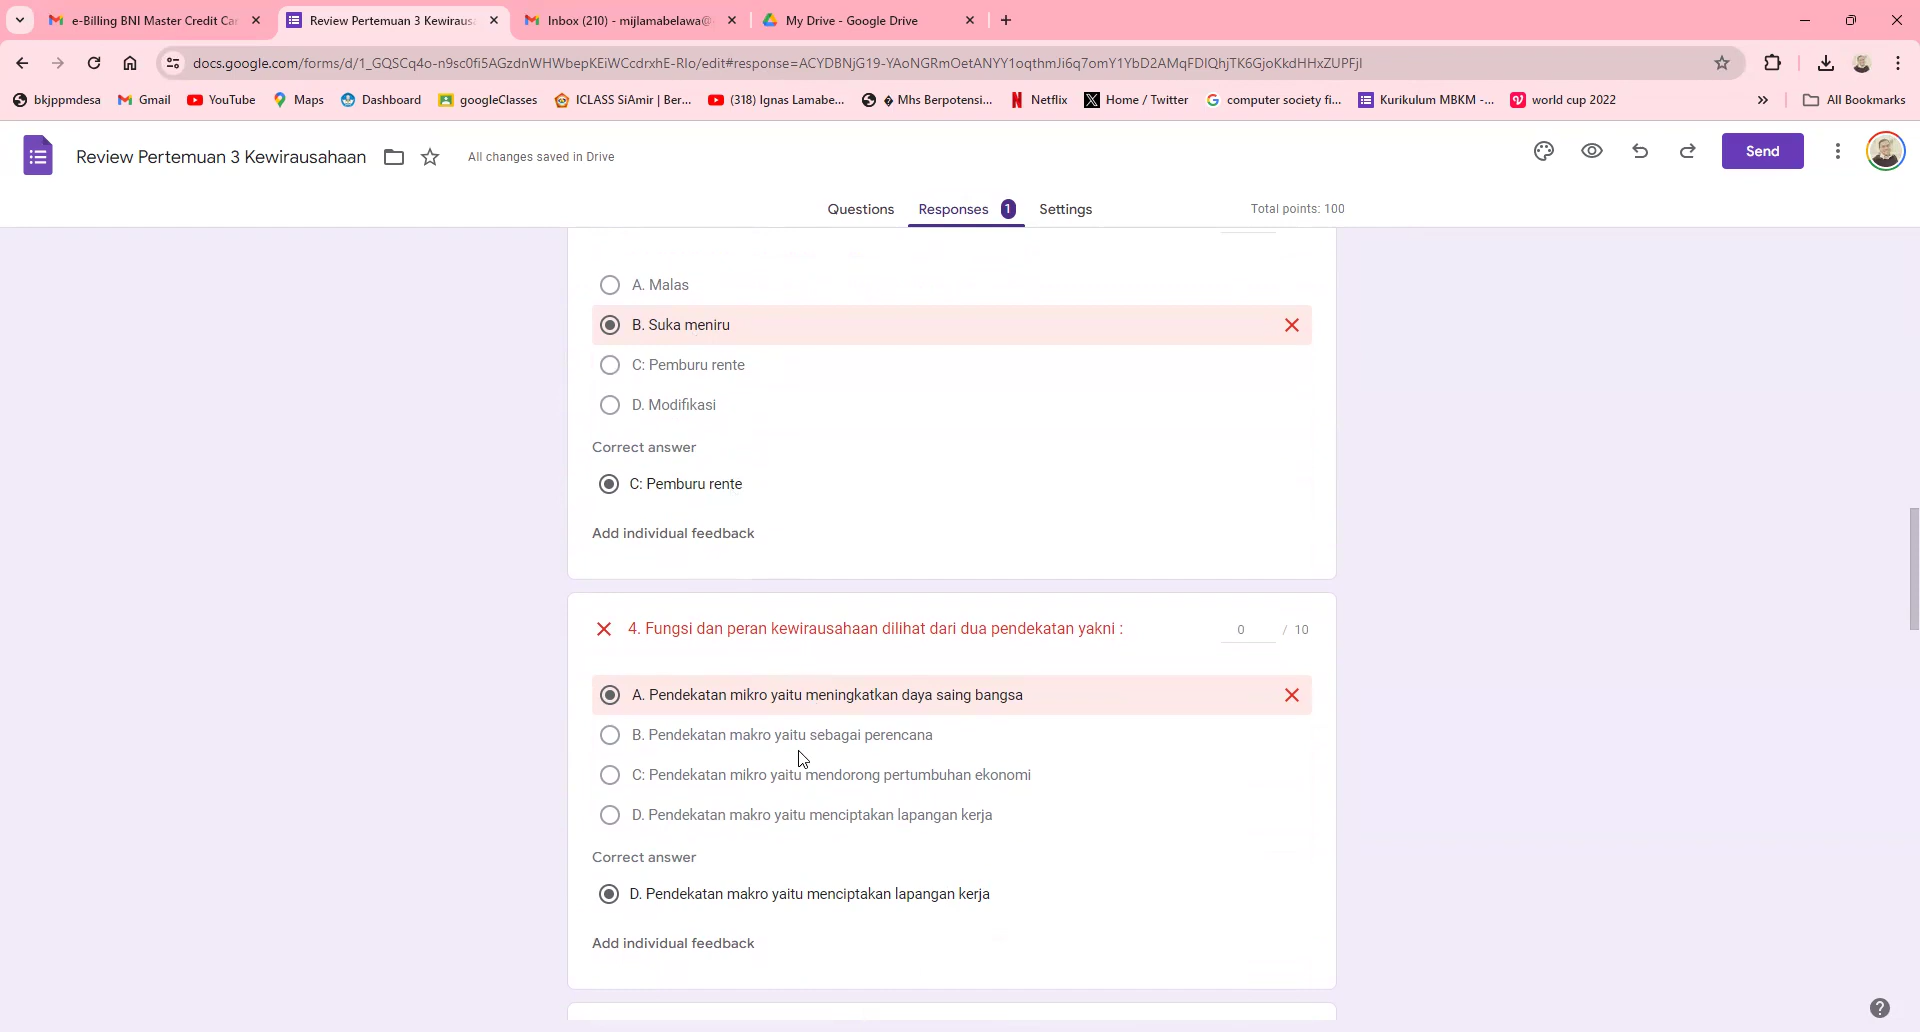 e-Billing BNI Master Credit Car
Review Pertemuan 3 Kewirausa
Inbox (210) - mijlamabelawa@
My Drive - Google Drive
docs.google.com/forms/d/1_GQSCq4o-n9sc0fi5AGzdnWHWbepKEiWCcdrxhE-RIo/edit#response=ACYDBNjG19-YAoNGRmOetANYY1oqthmJi6q7omY1YbD2AMqFDIQhjTK6GjoKkdHHxZUPFjI
bkjppmdesa
Gmail
YouTube
Maps
Dashboard
googleClasses
ICLASS SiAmir | Ber...
(318) Ignas Lamabe...
Mhs Berpotensi...
Netflix
Home / Twitter
computer society fi...
Kurikulum MBKM -...
world cup 2022
All Bookmarks
Review Pertemuan 3 Kewirausahaan
All changes saved in Drive
Send
Questions
Responses 1
Settings
Total points: 100
A. Malas
B. Suka meniru
C: Pemburu rente
D. Modifikasi
Correct answer
C: Pemburu rente
Add individual feedback
4. Fungsi dan peran kewirausahaan dilihat dari dua pendekatan yakni :
0 / 10
A. Pendekatan mikro yaitu meningkatkan daya saing bangsa
B. Pendekatan makro yaitu sebagai perencana
C: Pendekatan mikro yaitu mendorong pertumbuhan ekonomi
D. Pendekatan makro yaitu menciptakan lapangan kerja
Correct answer
D. Pendekatan makro yaitu menciptakan lapangan kerja
Add individual feedback